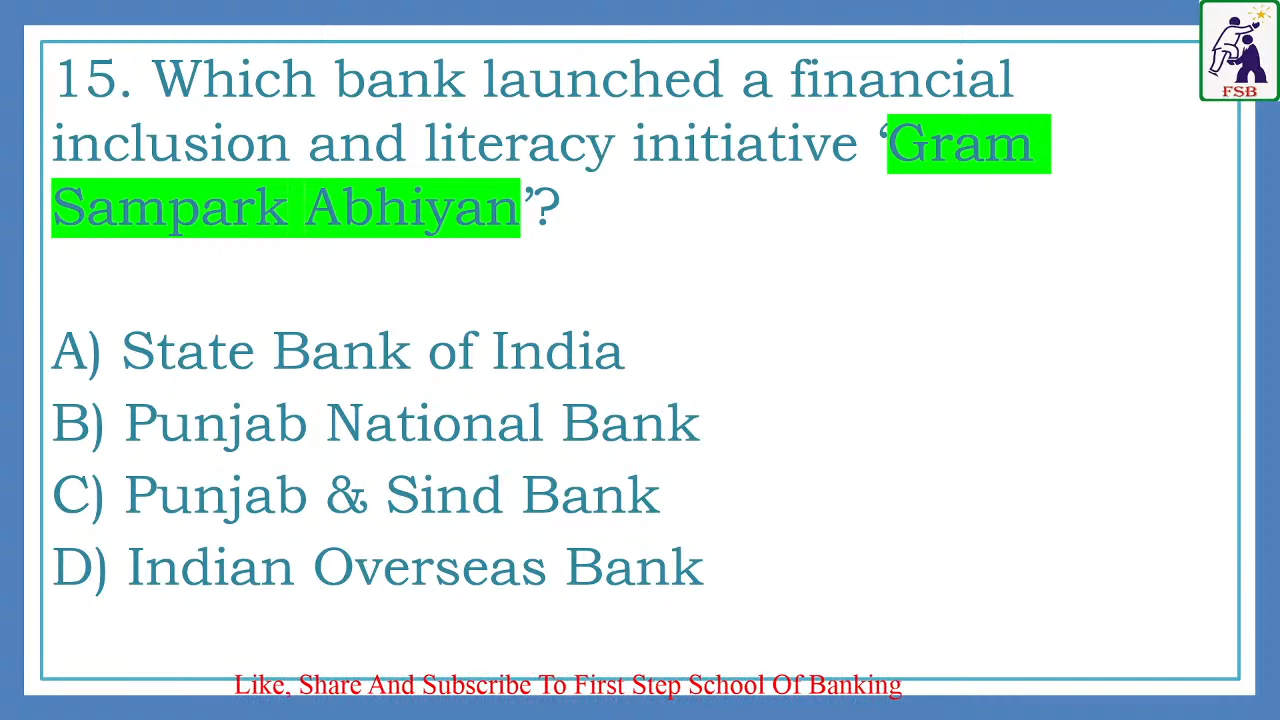 FSB
15. Which bank launched a financial
inclusion and literacy initiative ‘Gram
Sampark Abhiyan’?
A) State Bank of India
B) Punjab National Bank
C) Punjab & Sind Bank
D) Indian Overseas Bank
Like, Share And Subscribe To First Step School Of Banking